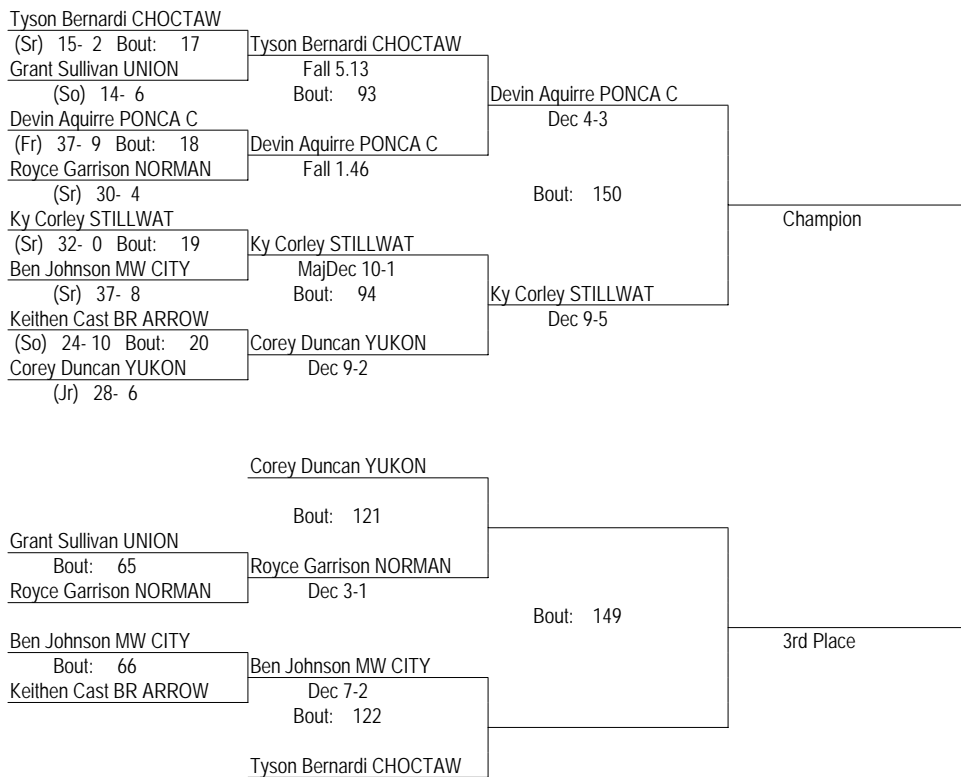 Tyson Bernardi CHOCTAW
(Sr) 15- 2 Bout: 17
Grant Sullivan UNION
(So) 14- 6
Devin Aquirre PONCA C
(Fr) 37- 9 Bout: 18
Royce Garrison NORMAN
(Sr) 30- 4
Ky Corley STILLWAT
(Sr) 32- 0 Bout: 19
Ben Johnson MW CITY
(Sr) 37- 8
Keithen Cast BR ARROW
(So) 24- 10 Bout: 20
Corey Duncan YUKON
(Jr) 28- 6
Tyson Bernardi CHOCTAW
Fall 5.13
Bout: 93
Devin Aquirre PONCA C
Fall 1.46
Ky Corley STILLWAT
MajDec 10-1
Bout: 94
Corey Duncan YUKON
Dec 9-2
Devin Aquirre PONCA C
Dec 4-3
Bout: 150
Ky Corley STILLWAT
Dec 9-5
Champion
Grant Sullivan UNION
Bout: 65
Royce Garrison NORMAN
Ben Johnson MW CITY
Bout: 66
Keithen Cast BR ARROW
Corey Duncan YUKON
Bout: 121
Royce Garrison NORMAN
Dec 3-1
Ben Johnson MW CITY
Dec 7-2
Bout: 122
Tyson Bernardi CHOCTAW
Bout: 149
3rd Place